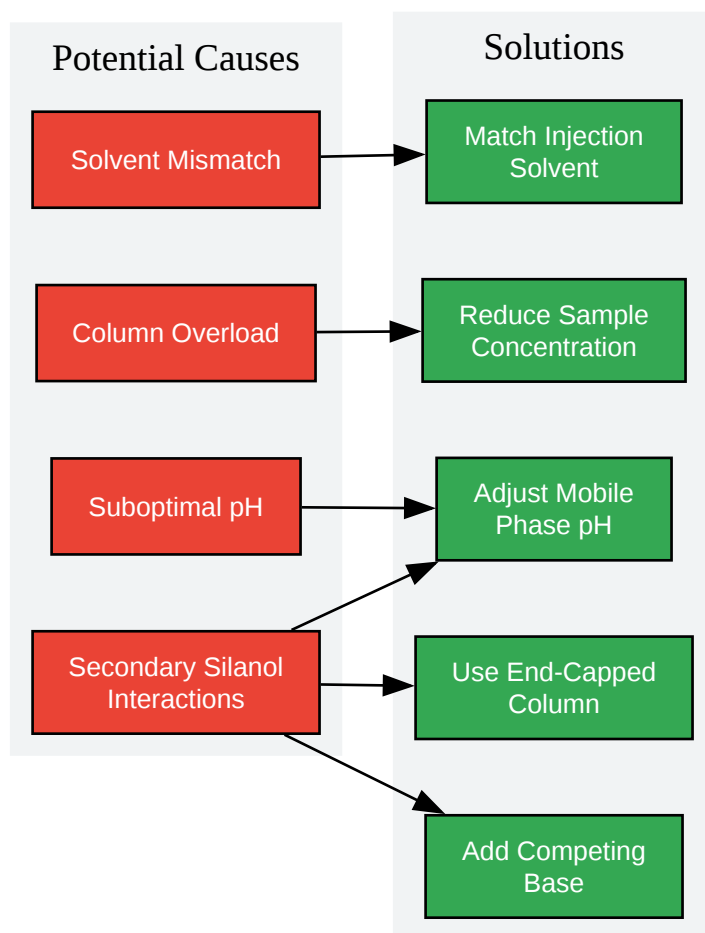 Potential Causes
Solvent Mismatch
Column Overload
Suboptimal pH
Secondary Silanol
Interactions
Solutions
Match Injection
Solvent
Reduce Sample
Concentration
Adjust Mobile
Phase pH
Use End-Capped
Column
Add Competing
Base